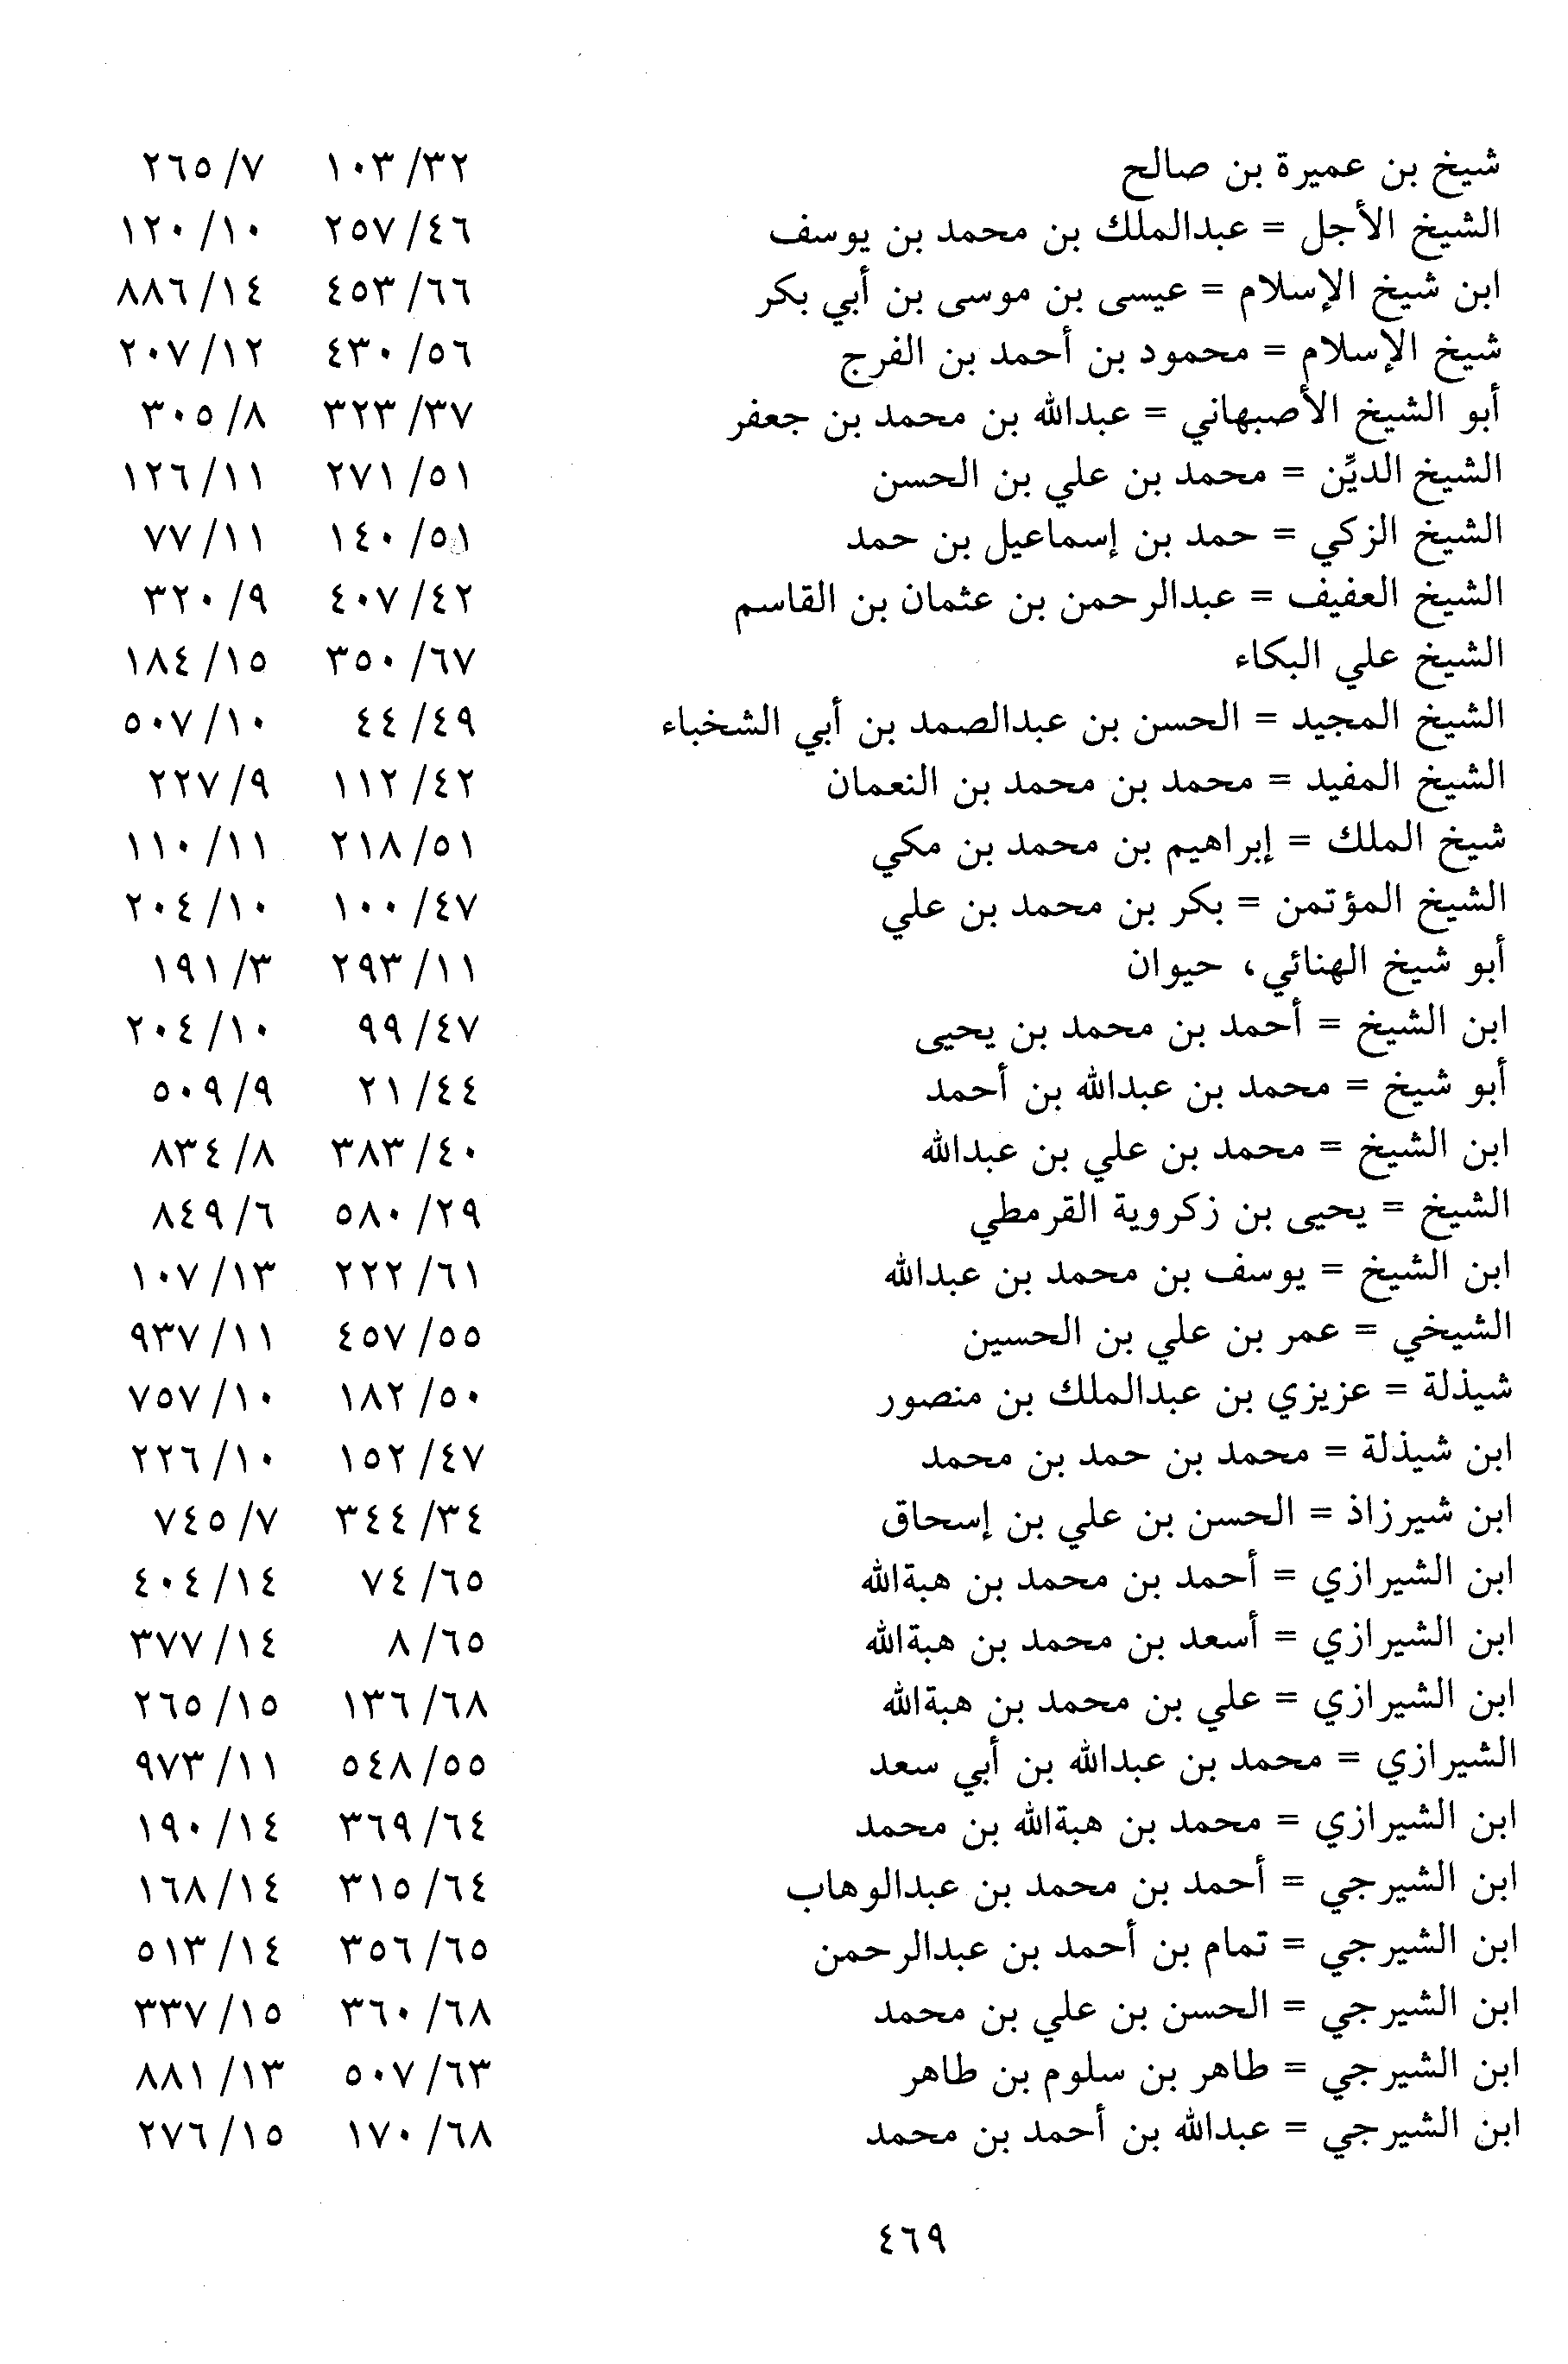 شيخ بن عميرة بن صالح ١٠٣/٣٢ ٢٦٥/٧
الشيخ الأجل = عبدالملك بن محمد بن يوسف ٢٥٧/٤٦ ١٢٠/١٠
ابن شيخ الإسلام = عيسى بن موسى بن أبي بكر ٤٥٣/٦٦ ٨٨٦/١٤
شيخ الإسلام = محمود بن أحمد بن الفرج ٤٣٠/٥٦ ٢٠٧/١٢
أبو الشيخ الأصبهاني = عبدالله بن محمد بن جعفر ٣٢٣/٣٧ ٣٠٥/٨
الشيخ الديِّن = محمد بن علي بن الحسن ٢٧١/٥١ ١٢٦/١١
الشيخ الزكي = حمد بن إسماعيل بن حمد ١٤٠/٥١ ٧٧/١١
الشيخ العفيف = عبدالرحمن بن عثمان بن القاسم ٤٠٧/٤٢ ٣٢٠/٩
الشيخ علي البكاء ٣٥٠/٦٧ ١٨٤/١٥
الشيخ المجيد = الحسن بن عبدالصمد بن أبي الشخباء ٤٤/٤٩ ٥٠٧/١٠
الشيخ المفيد = محمد بن محمد بن النعمان ١١٢/٤٢ ٢٢٧/٩
شيخ الملك = إبراهيم بن محمد بن مكي ٢١٨/٥١ ١١٠/١١
الشيخ المؤتمن = بكر بن محمد بن علي ١٠٠/٤٧ ٢٠٤/١٠
أبو شيخ الهنائي، حيوان ٢٩٣/١١ ١٩١/٣
ابن الشيخ = أحمد بن محمد بن يحيى ٩٩/٤٧ ٢٠٤/١٠
أبو شيخ = محمد بن عبدالله بن أحمد ٢١/٤٤ ٥٠٩/٩
ابن الشيخ = محمد بن علي بن عبدالله ٣٨٣/٤٠ ٨٣٤/٨
الشيخ = يحيى بن زكروية القرمطي ٥٨٠/٢٩ ٨٤٩/٦
ابن الشيخ = يوسف بن محمد بن عبدالله ٢٢٢/٦١ ١٠٧/١٣
الشيخي = عمر بن علي بن الحسين ٤٥٧/٥٥ ٩٣٧/١١
شيذلة = عزيزي بن عبدالملك بن منصور ١٨٢/٥٠ ٧٥٧/١٠
ابن شيذلة = محمد بن حمد بن محمد ١٥٢/٤٧ ٢٢٦/١٠
ابن شيرزاذ = الحسن بن علي بن إسحاق ٣٤٤/٣٤ ٧٤٥/٧
ابن الشيرازي = أحمد بن محمد بن هبةالله ٧٤/٦٥ ٤٠٤/١٤
ابن الشيرازي = أسعد بن محمد بن هبةالله ٨/٦٥ ٣٧٧/١٤
ابن الشيرازي = علي بن محمد بن هبةالله ١٣٦/٦٨ ٢٦٥/١٥
الشيرازي = محمد بن عبدالله بن أبي سعد ٥٤٨/٥٥ ٩٧٣/١١
ابن الشيرازي = محمد بن هبةالله بن محمد ٣٦٩/٦٤ ١٩٠/١٤
ابن الشيرجي = أحمد بن محمد بن عبدالوهاب ٣١٥/٦٤ ١٦٨/١٤
ابن الشيرجي = تمام بن أحمد بن عبدالرحمن ٣٥٦/٦٥ ٥١٣/١٤
ابن الشيرجي = الحسن بن علي بن محمد ٣٦٠/٦٨ ٣٣٧/١٥
ابن الشيرجي = طاهر بن سلوم بن طاهر ٥٠٧/٦٣ ٨٨١/١٣
ابن الشيرجي = عبدالله بن أحمد بن محمد ١٧٠/٦٨ ٢٧٦/١٥
٤٦٩